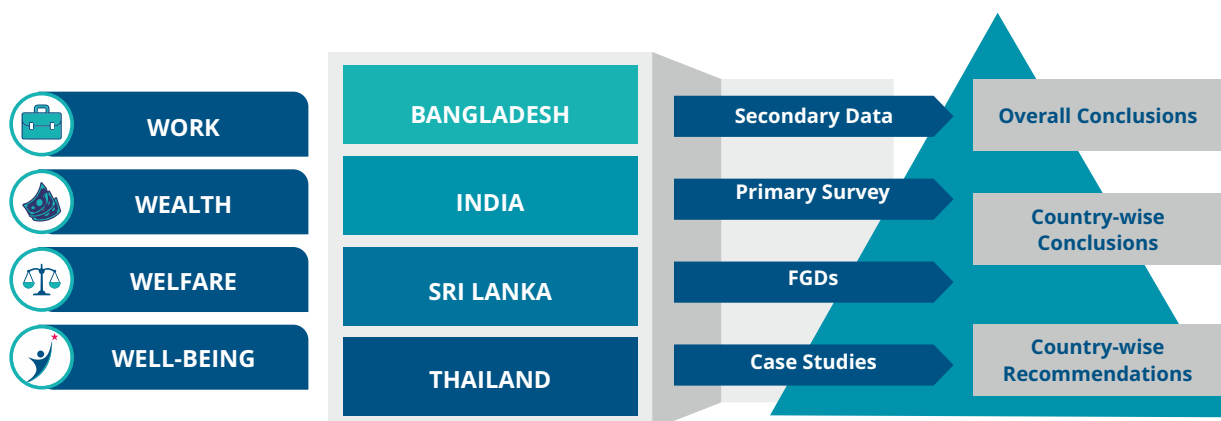 WORK
WEALTH
WELFARE
WELL-BEING
BANGLADESH
INDIA
SRI LANKA
THAILAND
Secondary Data
Primary Survey
FGDs
Case Studies
Overall Conclusions
Country-wise
Conclusions
Country-wise
Recommendations